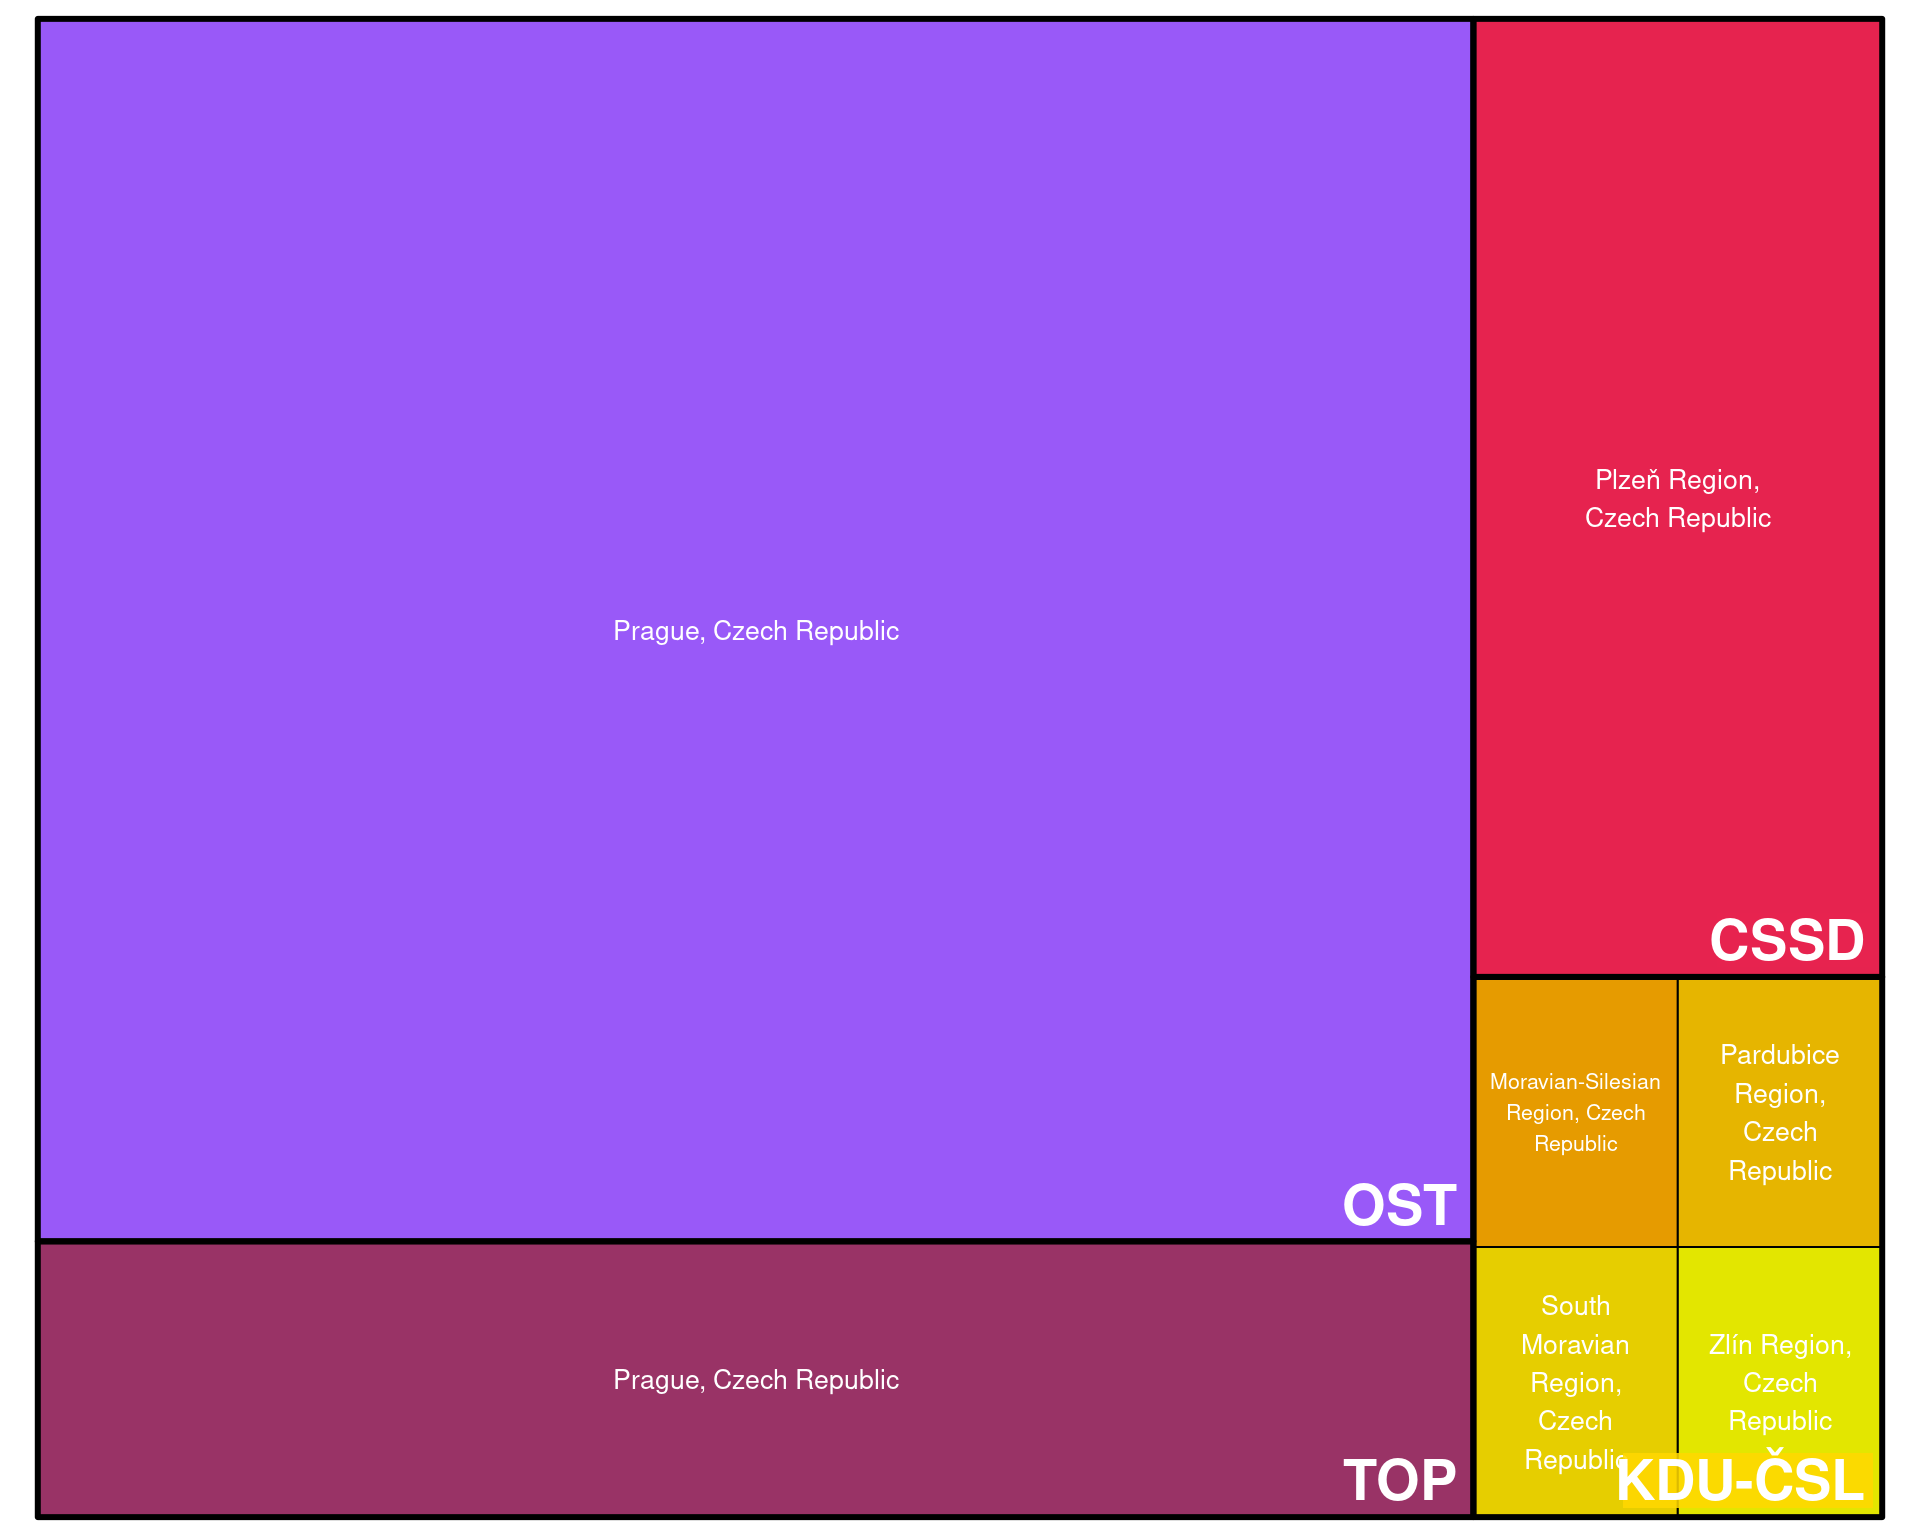 Prague, Czech Republic
OST
Prague, Czech Republic
TOP
Plzeň Region,
Czech Republic
CSSD
Moravian-Silesian
Region, Czech
Republic
Pardubice
Region,
Czech
Republic
South
Moravian
Region,
Czech
Republic
Zlín Region,
Czech
Republic
KDU-ČSL